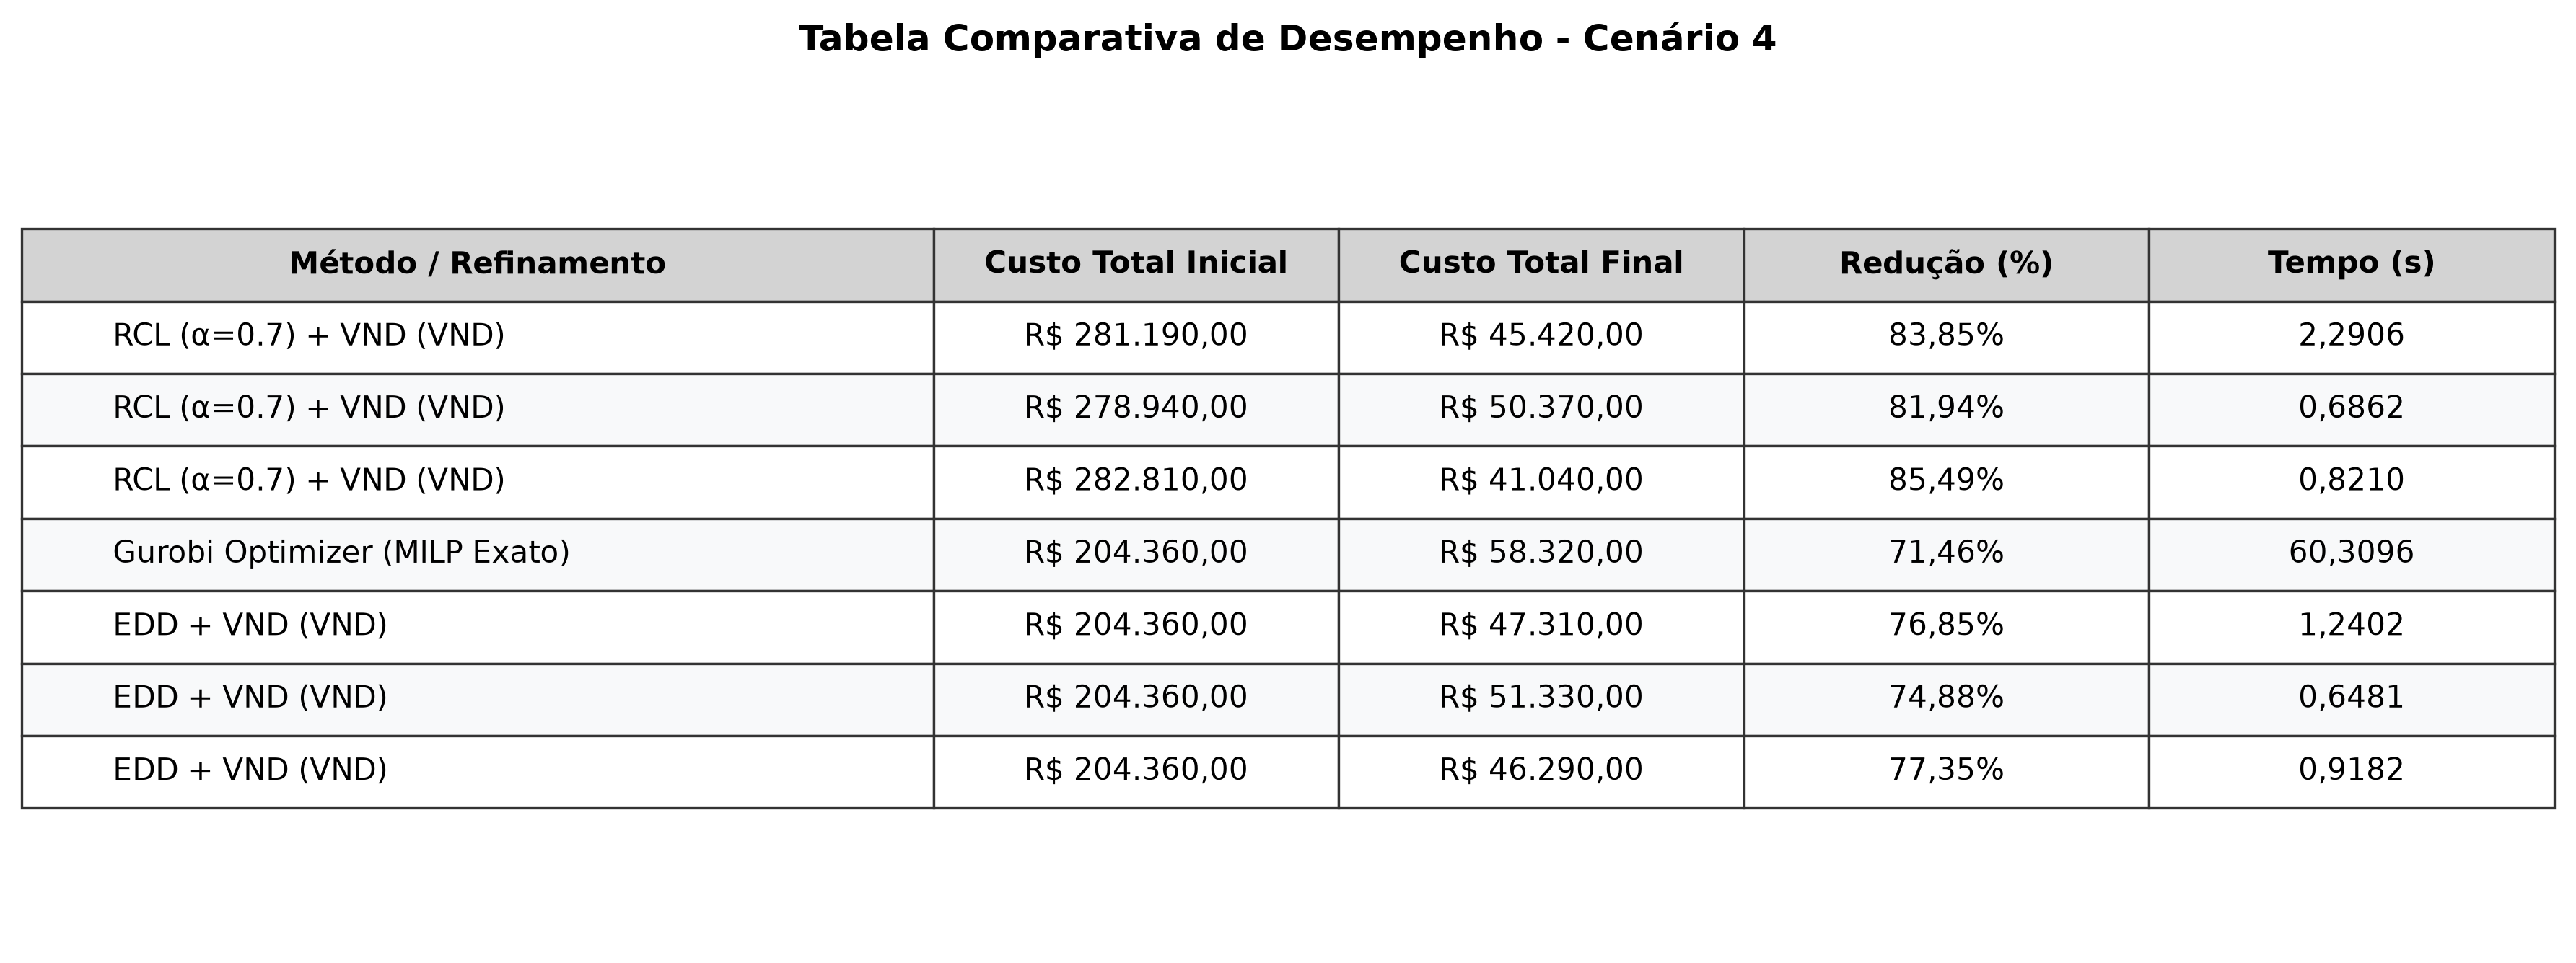 Tabela Comparativa de Desempenho - Cenário 4
Método / Refinamento Custo Total Inicial Custo Total Final Redução (%) Tempo (s)
RCL (α=0.7) + VND (VND) R$ 281.190,00 R$ 45.420,00 83,85% 2,2906
RCL (α=0.7) + VND (VND) R$ 278.940,00 R$ 50.370,00 81,94% 0,6862
RCL (α=0.7) + VND (VND) R$ 282.810,00 R$ 41.040,00 85,49% 0,8210
Gurobi Optimizer (MILP Exato) R$ 204.360,00 R$ 58.320,00 71,46% 60,3096
EDD + VND (VND) R$ 204.360,00 R$ 47.310,00 76,85% 1,2402
EDD + VND (VND) R$ 204.360,00 R$ 51.330,00 74,88% 0,6481
EDD + VND (VND) R$ 204.360,00 R$ 46.290,00 77,35% 0,9182